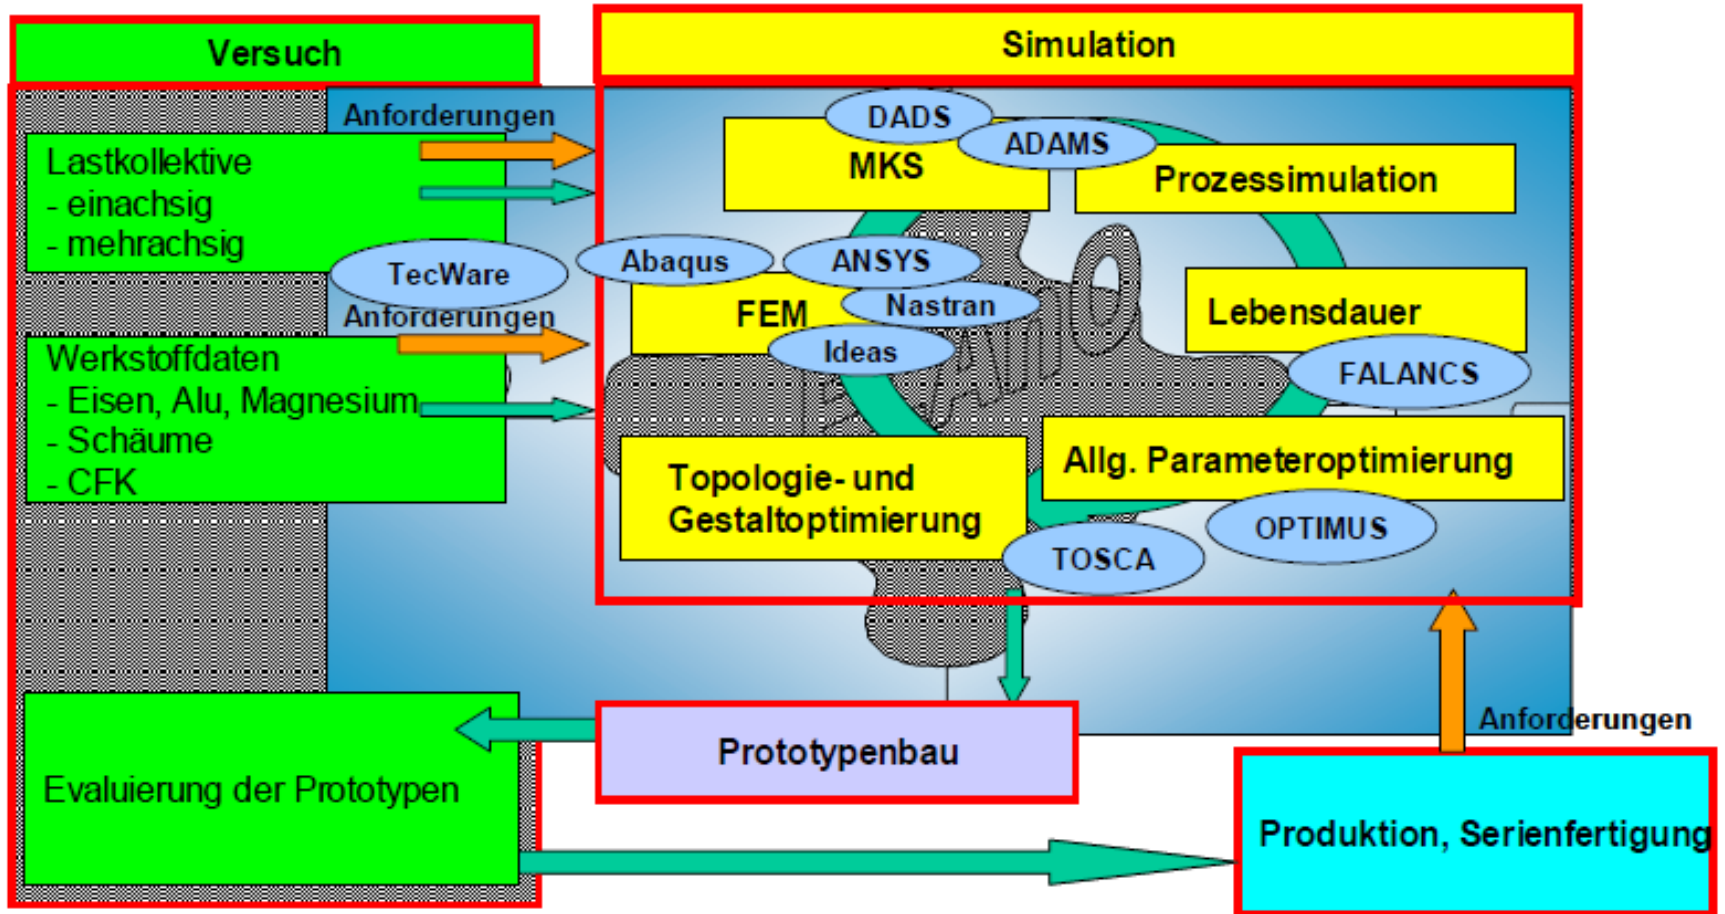 Versuch
Simulation
Anforderungen
Lastkollektive
- einachsig
- mehrachsig
TecWare
Anforderungen
Werkstoffdaten
- Eisen, Alu, Magnesium
- Schäume
- CFK
DADS
ADAMS
MKS
Prozessimulation
Abaqus
ANSYS
Nastran
FEM
Ideas
Lebensdauer
FALANCS
Topologie- und
Gestaltoptimierung
Allg. Parameteroptimierung
OPTIMUS
TOSCA
Evaluierung der Prototypen
Prototypenbau
Anforderungen
Produktion, Serienfertigung